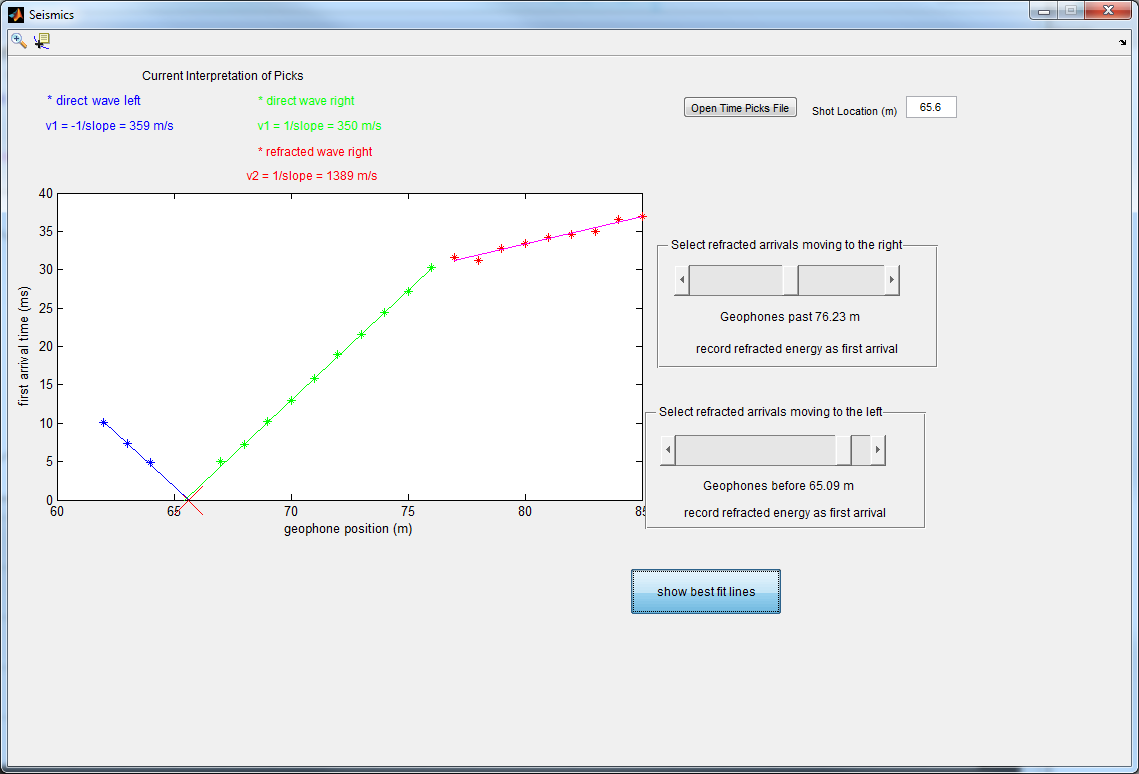 Seismics
Current Interpretation of Picks
* direct wave left
* direct wave right
v1 = -1/slope = 359 m/s
v1 = 1/slope = 350 m/s
* refracted wave right
v2 = 1/slope = 1389 m/s
Open Time Picks File
Shot Location (m)
65.6
40
35
30
25
20
15
10
5
0
first arrival time (ms)
60
65
70
75
80
85
geophone position (m)
Select refracted arrivals moving to the right
Geophones past 76.23 m
record refracted energy as first arrival
Select refracted arrivals moving to the left
Geophones before 65.09 m
record refracted energy as first arrival
show best fit lines